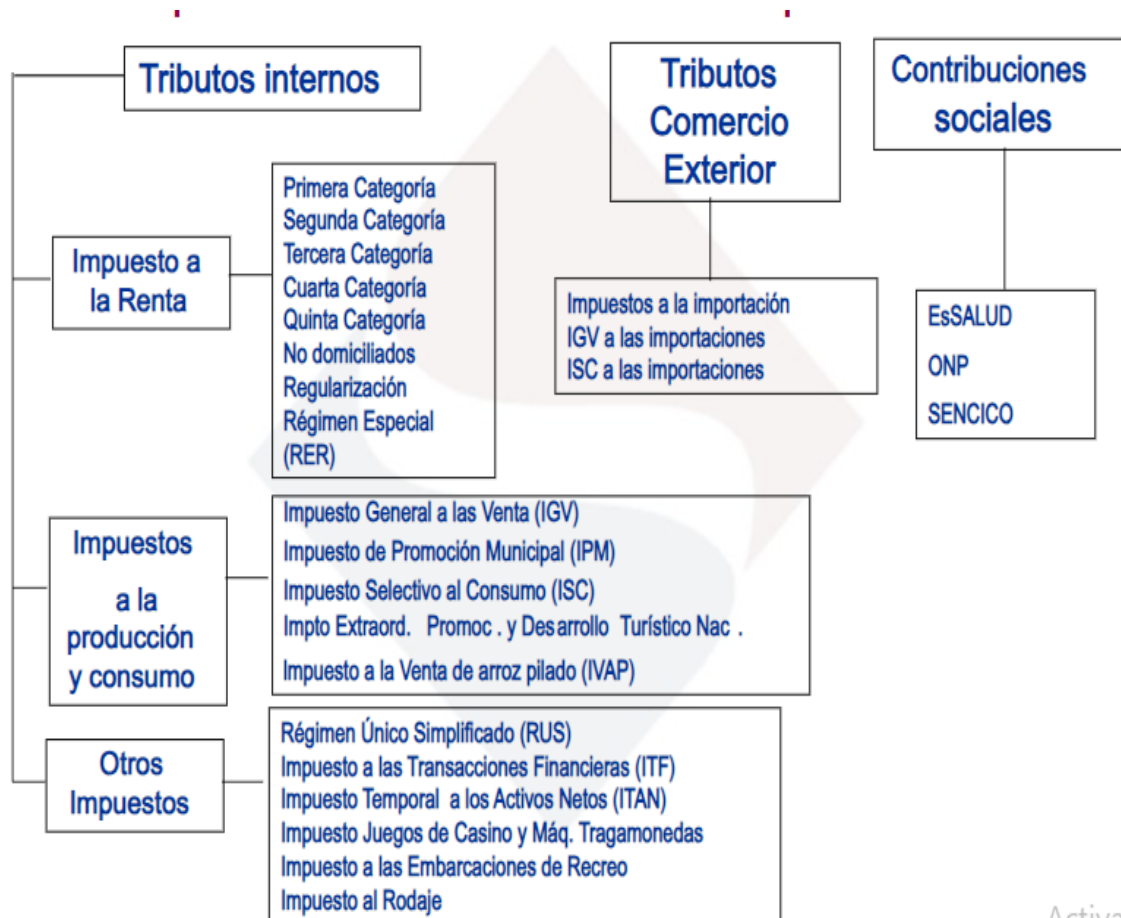 Tributos internos
Impuesto a
la Renta
Primera Categoría
Segunda Categoría
Tercera Categoría
Cuarta Categoría
Quinta Categoría
No domiciliados
Regularización
Régimen Especial
(RER)
Impuestos
a la
producción
y consumo
Impuesto General a las Venta (IGV)
Impuesto de Promoción Municipal (IPM)
Impuesto Selectivo al Consumo (ISC)
Impto Extraord. Promoc . y Desarrollo Turístico Nac .
Impuesto a la Venta de arroz pilado (IVAP)
Otros
Impuestos
Régimen Único Simplificado (RUS)
Impuesto a las Transacciones Financieras (ITF)
Impuesto Temporal a los Activos Netos (ITAN)
Impuesto Juegos de Casino y Máq. Tragamonedas
Impuesto a las Embarcaciones de Recreo
Impuesto al Rodaje
Tributos
Comercio
Exterior
Impuestos a la importación
IGV a las importaciones
ISC a las importaciones
Contribuciones
sociales
EsSALUD
ONP
SENCICO